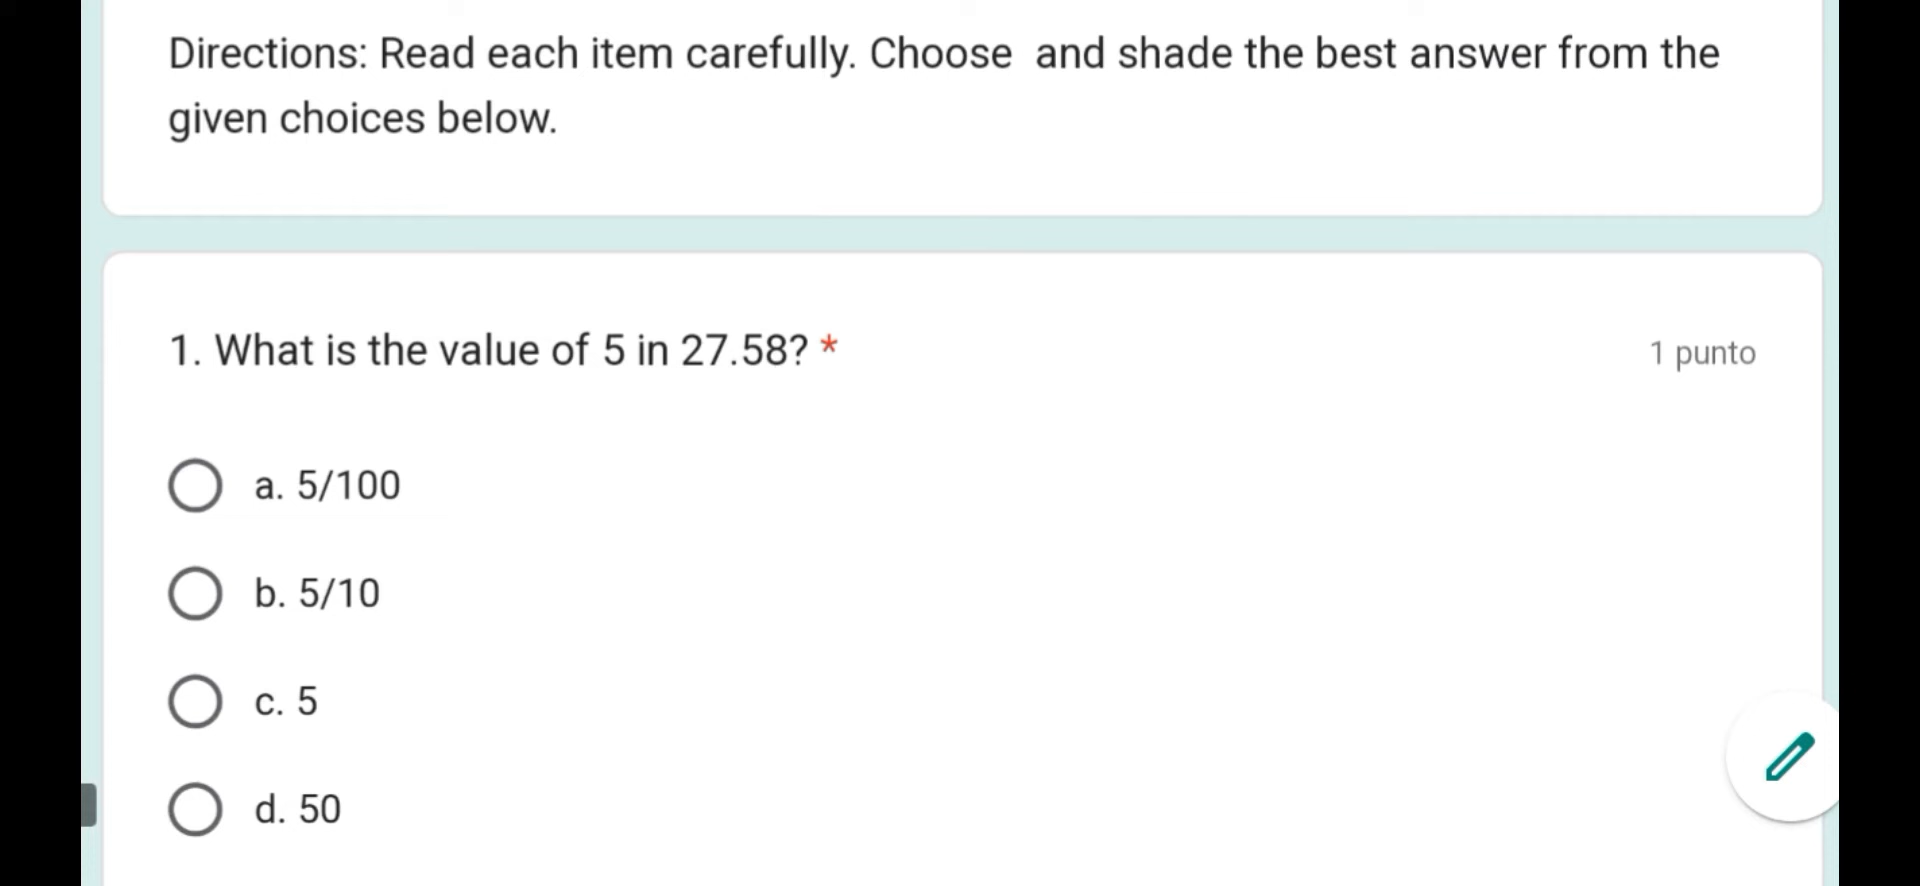 Directions: Read each item carefully. Choose  and shade the best answer from the
given choices below.
1. What is the value of 5 in 27.58? *
1 punto
a. 5/100
b. 5/10
c. 5
d. 50